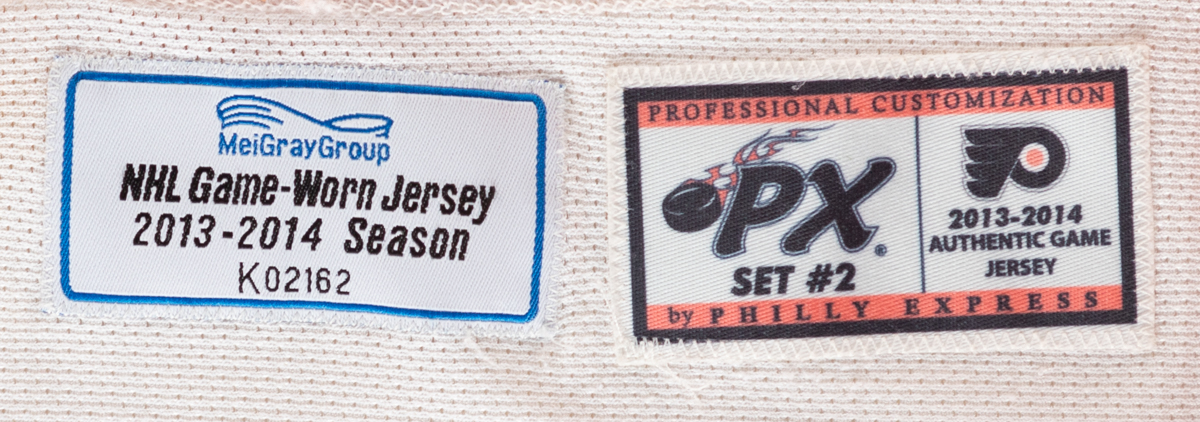 MeiGrayGroup
NHL Game-Worn Jersey
2013-2014 Season
K02162
PROFESSIONAL CUSTOMIZATION
PX®
SET #2
P
2013-2014
AUTHENTIC GAME
JERSEY
by PHILLY EXPRESS